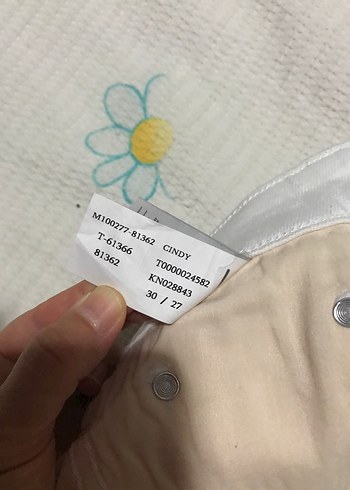 M100277-81362 CINDY
T-61366 T0000024582
81362 KN028843
30 / 27